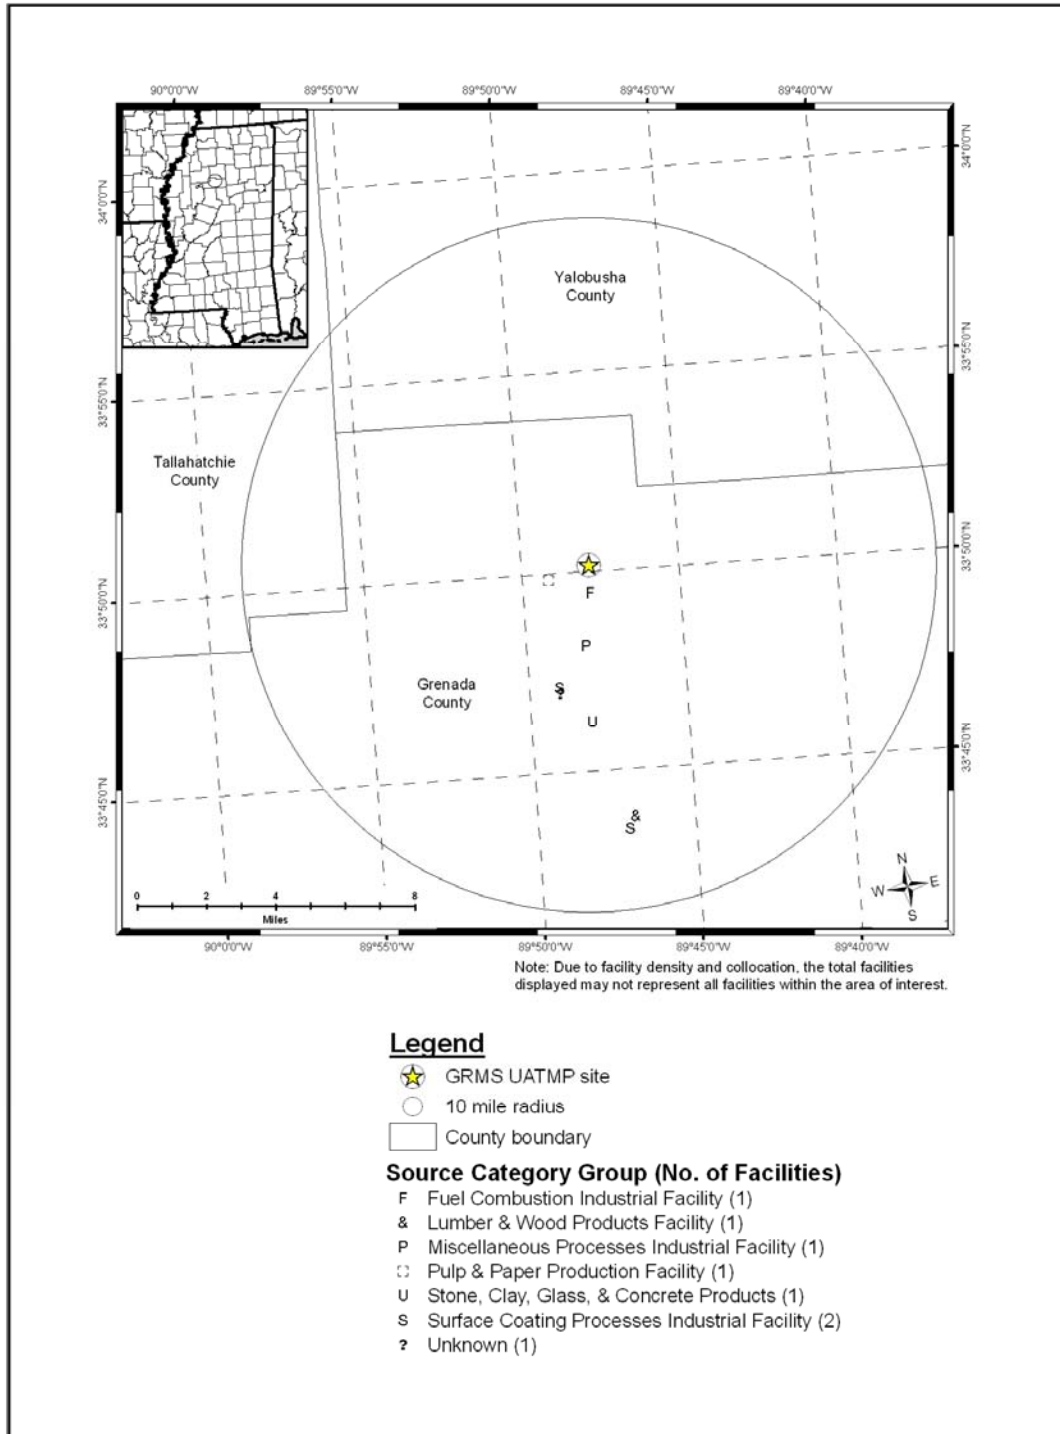 90°0'0"W 89°55'0"W 89°50'0"W 89°45'0"W 89°40'0"W
34°0'0"N
34°0'0"N
Yalobusha
County
33°55'0"N
33°55'0"N
Tallahatchie
County
33°50'0"N
33°50'0"N
F
P
S
?
Grenada
County
U
33°45'0"N
33°45'0"N
&
S
N
W E
S
0 2 4 8
Miles
90°0'0"W 89°55'0"W 89°50'0"W 89°45'0"W 89°40'0"W
Note: Due to facility density and collocation, the total facilities
displayed may not represent all facilities within the area of interest.
Legend
GRMS UATMP site
10 mile radius
County boundary
Source Category Group (No. of Facilities)
F Fuel Combustion Industrial Facility (1)
& Lumber & Wood Products Facility (1)
P Miscellaneous Processes Industrial Facility (1)
Pulp & Paper Production Facility (1)
U Stone, Clay, Glass, & Concrete Products (1)
S Surface Coating Processes Industrial Facility (2)
? Unknown (1)